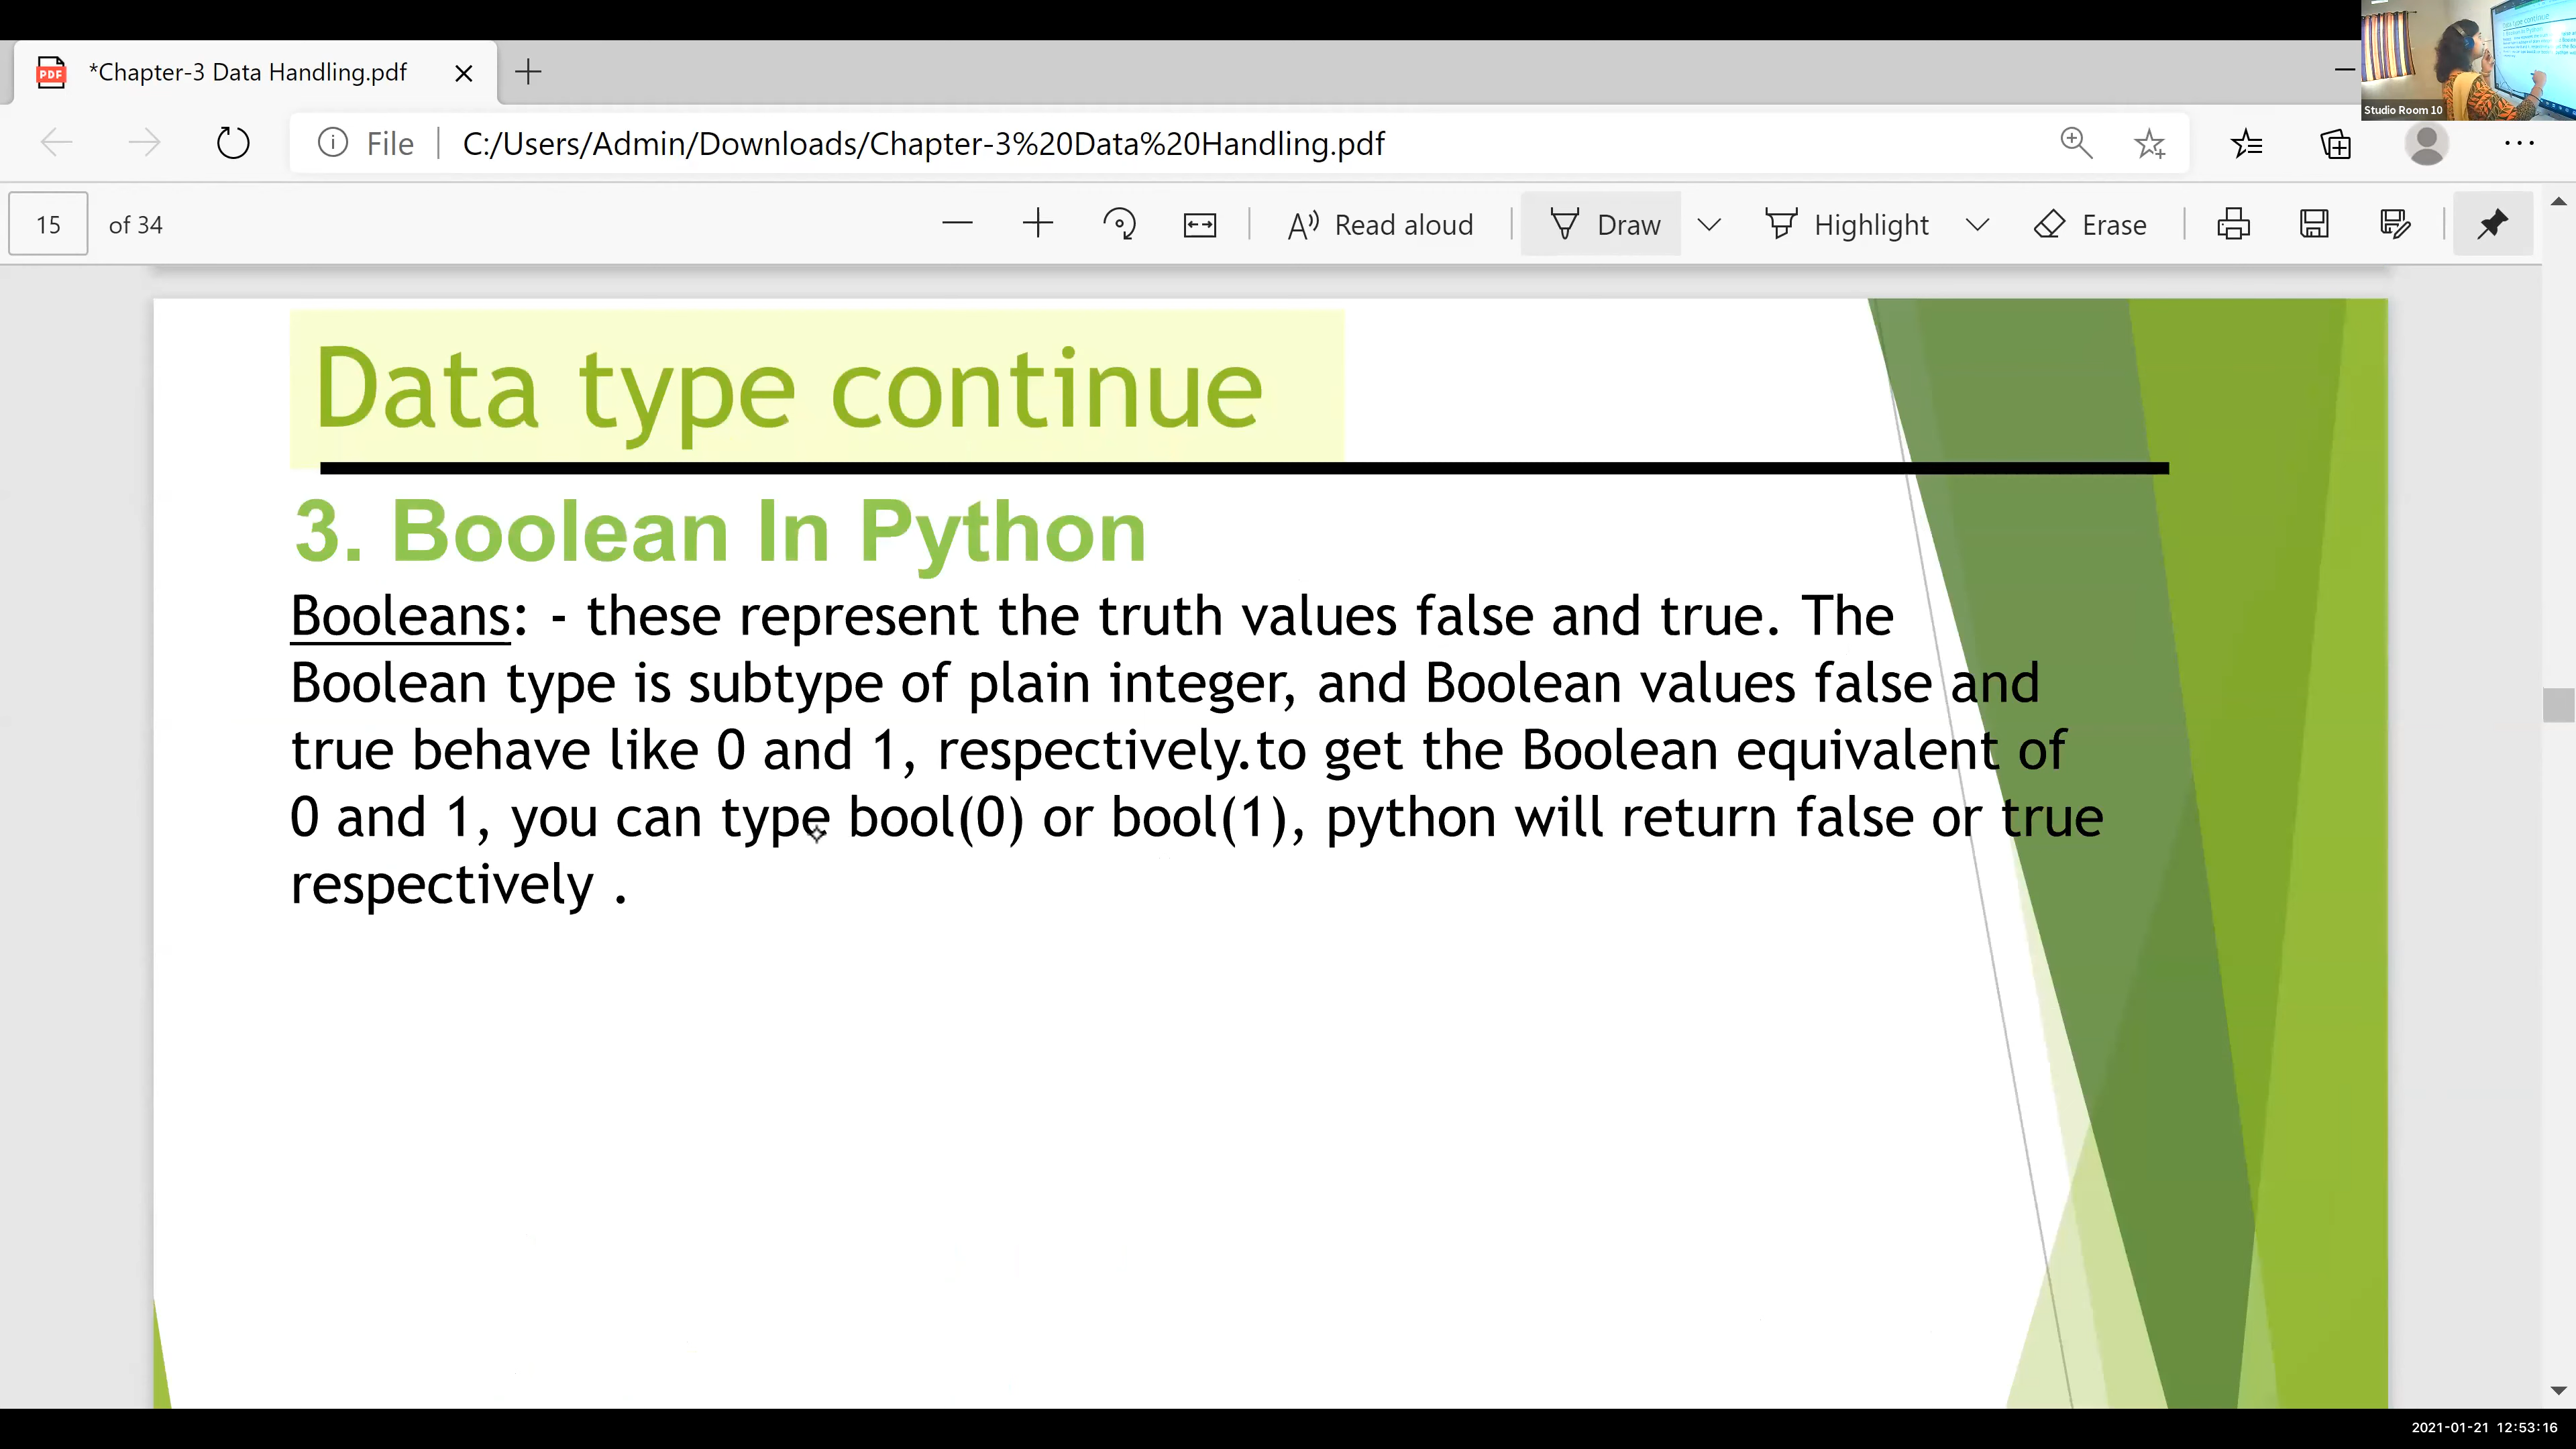 *Chapter-3 Data Handling.pdf
File C:/Users/Admin/Downloads/Chapter-3%20Data%20Handling.pdf
15 of 34 Read aloud Draw Highlight Erase
Studio Room 10
Data type continue
3. Boolean In Python
Booleans: - these represent the truth values false and true. The
Boolean type is subtype of plain integer, and Boolean values false and
true behave like 0 and 1, respectively.to get the Boolean equivalent of
0 and 1, you can type bool(0) or bool(1), python will return false or true
respectively .
2021-01-21 12:53:16